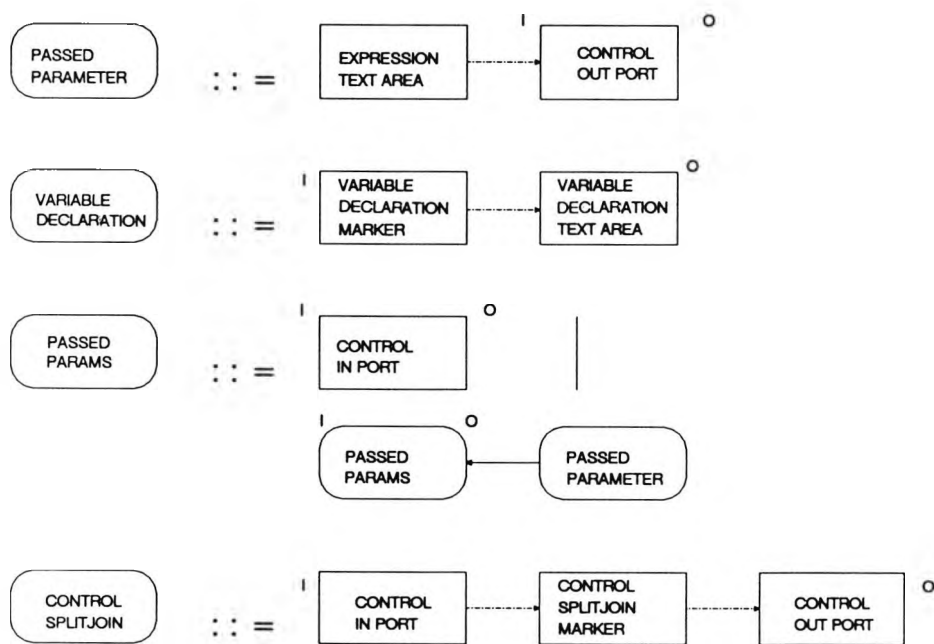 I O
PASSED
PARAMETER
: : =
EXPRESSION
TEXT AREA
CONTROL
OUT PORT
I O
VARIABLE
DECLARATION
: : =
VARIABLE
DECLARATION
MARKER
VARIABLE
DECLARATION
TEXT AREA
I O
PASSED
PARAMS
: : =
CONTROL
IN PORT
|
I O
PASSED
PARAMS
PASSED
PARAMETER
I O
CONTROL
SPLITJOIN
: : =
CONTROL
IN PORT
CONTROL
SPLITJOIN
MARKER
CONTROL
OUT PORT